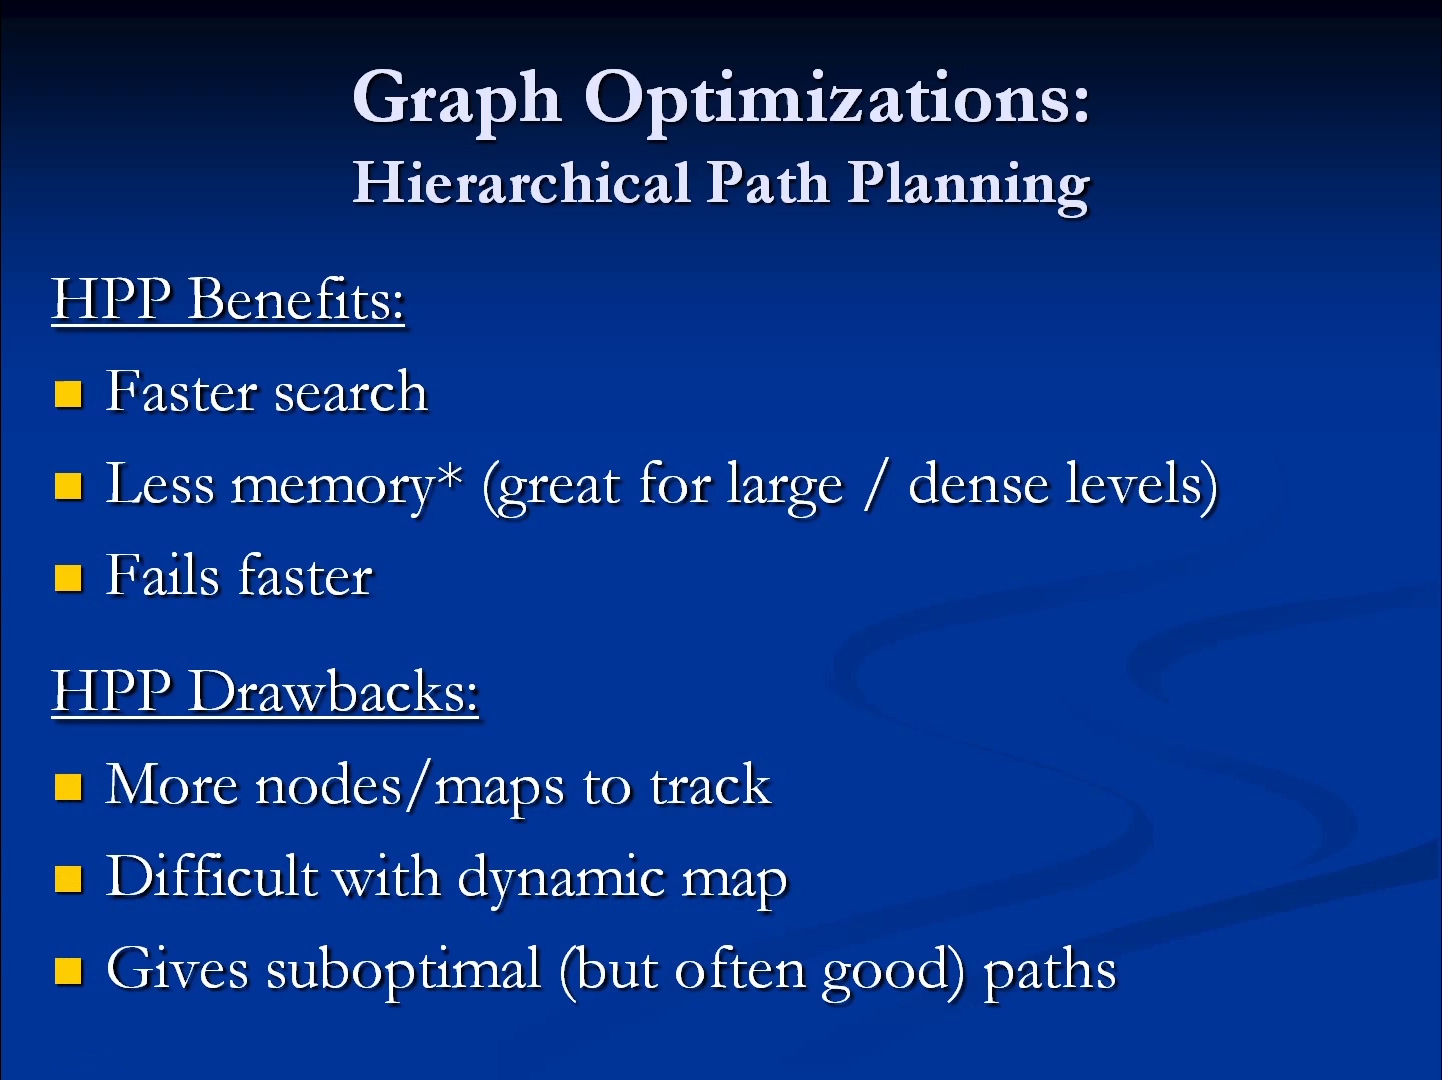 Graph Optimizations:
Hierarchical Path Planning
HPP Benefits:
Faster search
Less memory* (great for large / dense levels)
Fails faster
HPP Drawbacks:
More nodes/maps to track
Difficult with dynamic map
Gives suboptimal (but often good) paths